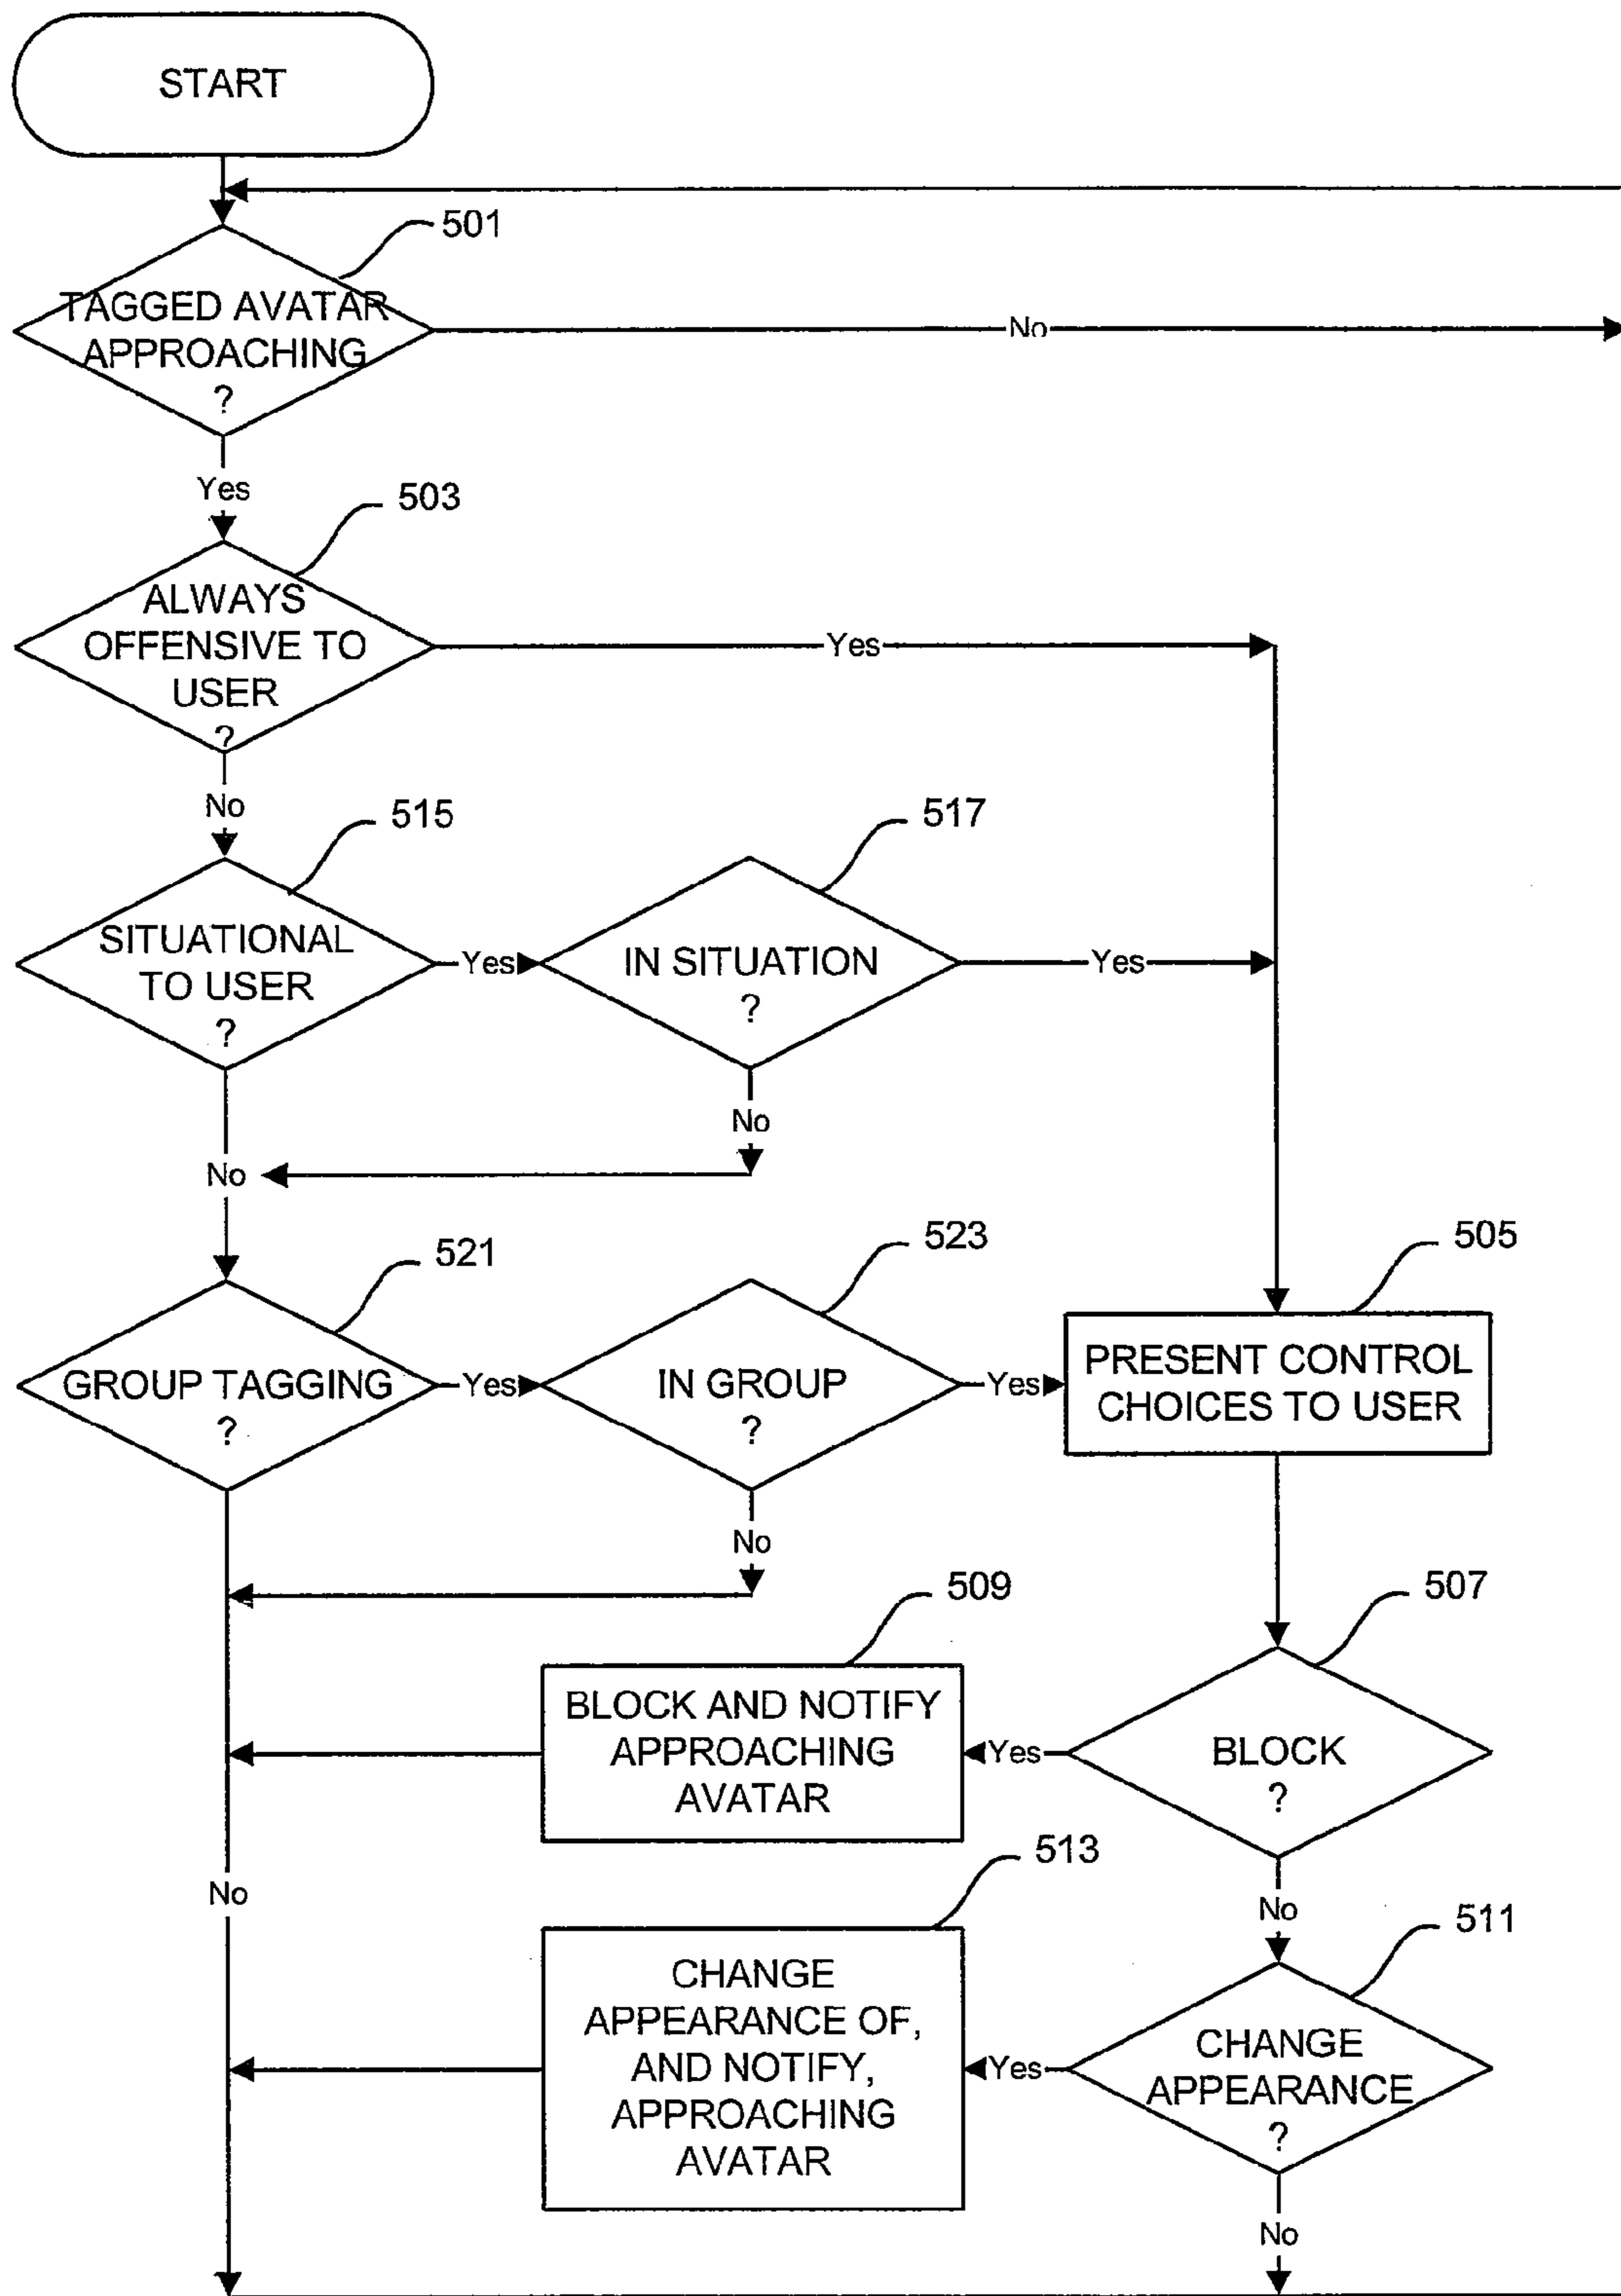 START
501
TAGGED AVATAR
APPROACHING
?
No
Yes
503
ALWAYS
OFFENSIVE TO
USER
?
Yes
No
515
SITUATIONAL
TO USER
?
Yes
517
IN SITUATION
?
Yes
No
No
521
GROUP TAGGING
?
Yes
523
IN GROUP
?
Yes
505
PRESENT CONTROL
CHOICES TO USER
No
509
BLOCK AND NOTIFY
APPROACHING
AVATAR
Yes
507
BLOCK
?
No
No
513
CHANGE
APPEARANCE OF,
AND NOTIFY,
APPROACHING
AVATAR
Yes
511
CHANGE
APPEARANCE
?
No